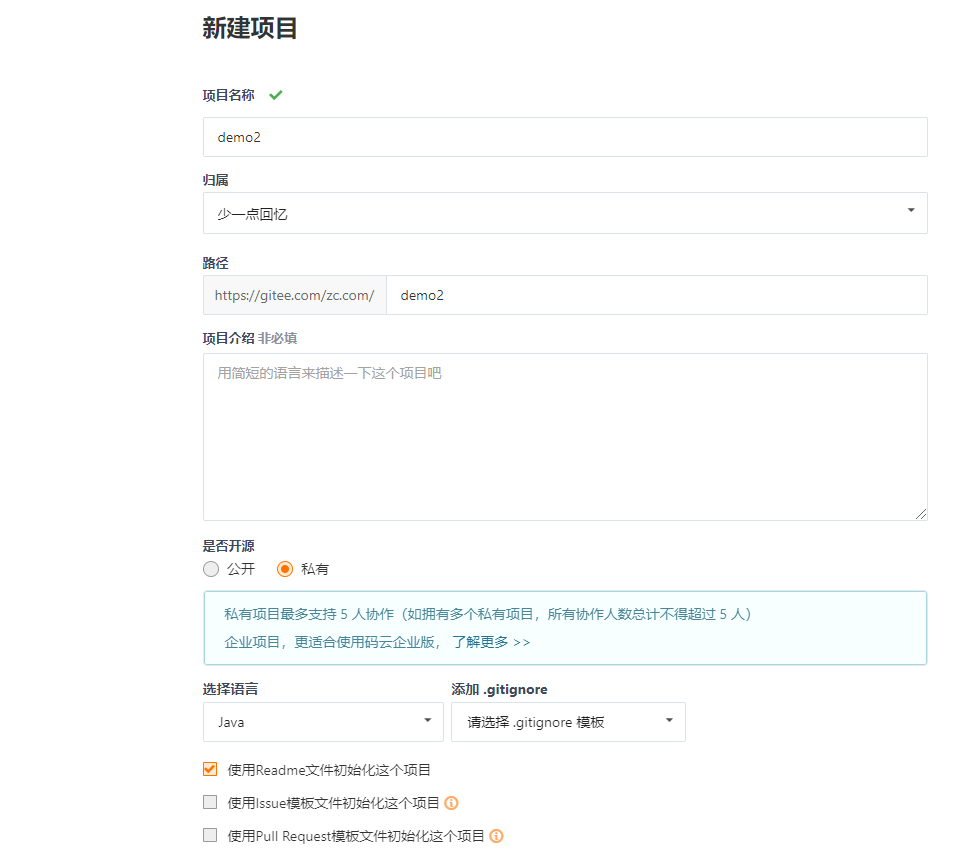 新建项目
项目名称
demo2
归属
少一点回忆
路径
https://gitee.com/zc.com/ demo2
项目介绍 非必填
用简短的语言来描述一下这个项目吧
是否开源
公开 私有
私有项目最多支持 5 人协作（如拥有多个私有项目，所有协作人数总计不得超过 5 人）
企业项目，更适合使用码云企业版， 了解更多 >>
选择语言 添加 .gitignore
Java 请选择 .gitignore 模板
使用Readme文件初始化这个项目
使用Issue模板文件初始化这个项目
使用Pull Request模板文件初始化这个项目